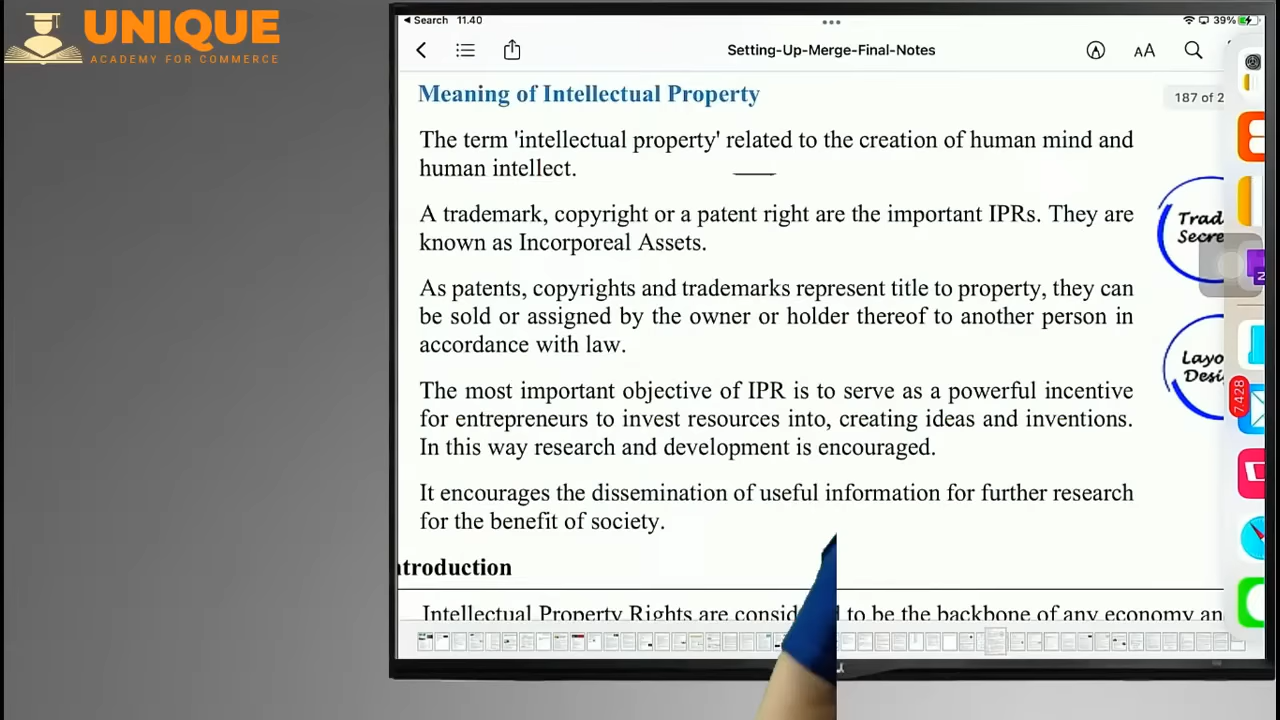 UNIQUE
ACADEMY FOR COMMERCE
Search 11.40
39%
Setting-Up-Merge-Final-Notes
AA
Meaning of Intellectual Property
187 of 2
The term 'intellectual property' related to the creation of human mind and
human intellect.
A trademark, copyright or a patent right are the important IPRs. They are
known as Incorporeal Assets.
Trad
Secre
As patents, copyrights and trademarks represent title to property, they can
be sold or assigned by the owner or holder thereof to another person in
accordance with law.
Layo
Desi
The most important objective of IPR is to serve as a powerful incentive
for entrepreneurs to invest resources into, creating ideas and inventions.
In this way research and development is encouraged.
7,428
It encourages the dissemination of useful information for further research
for the benefit of society.
ntroduction
Intellectual Property Rights are consid to be the backbone of any economy an